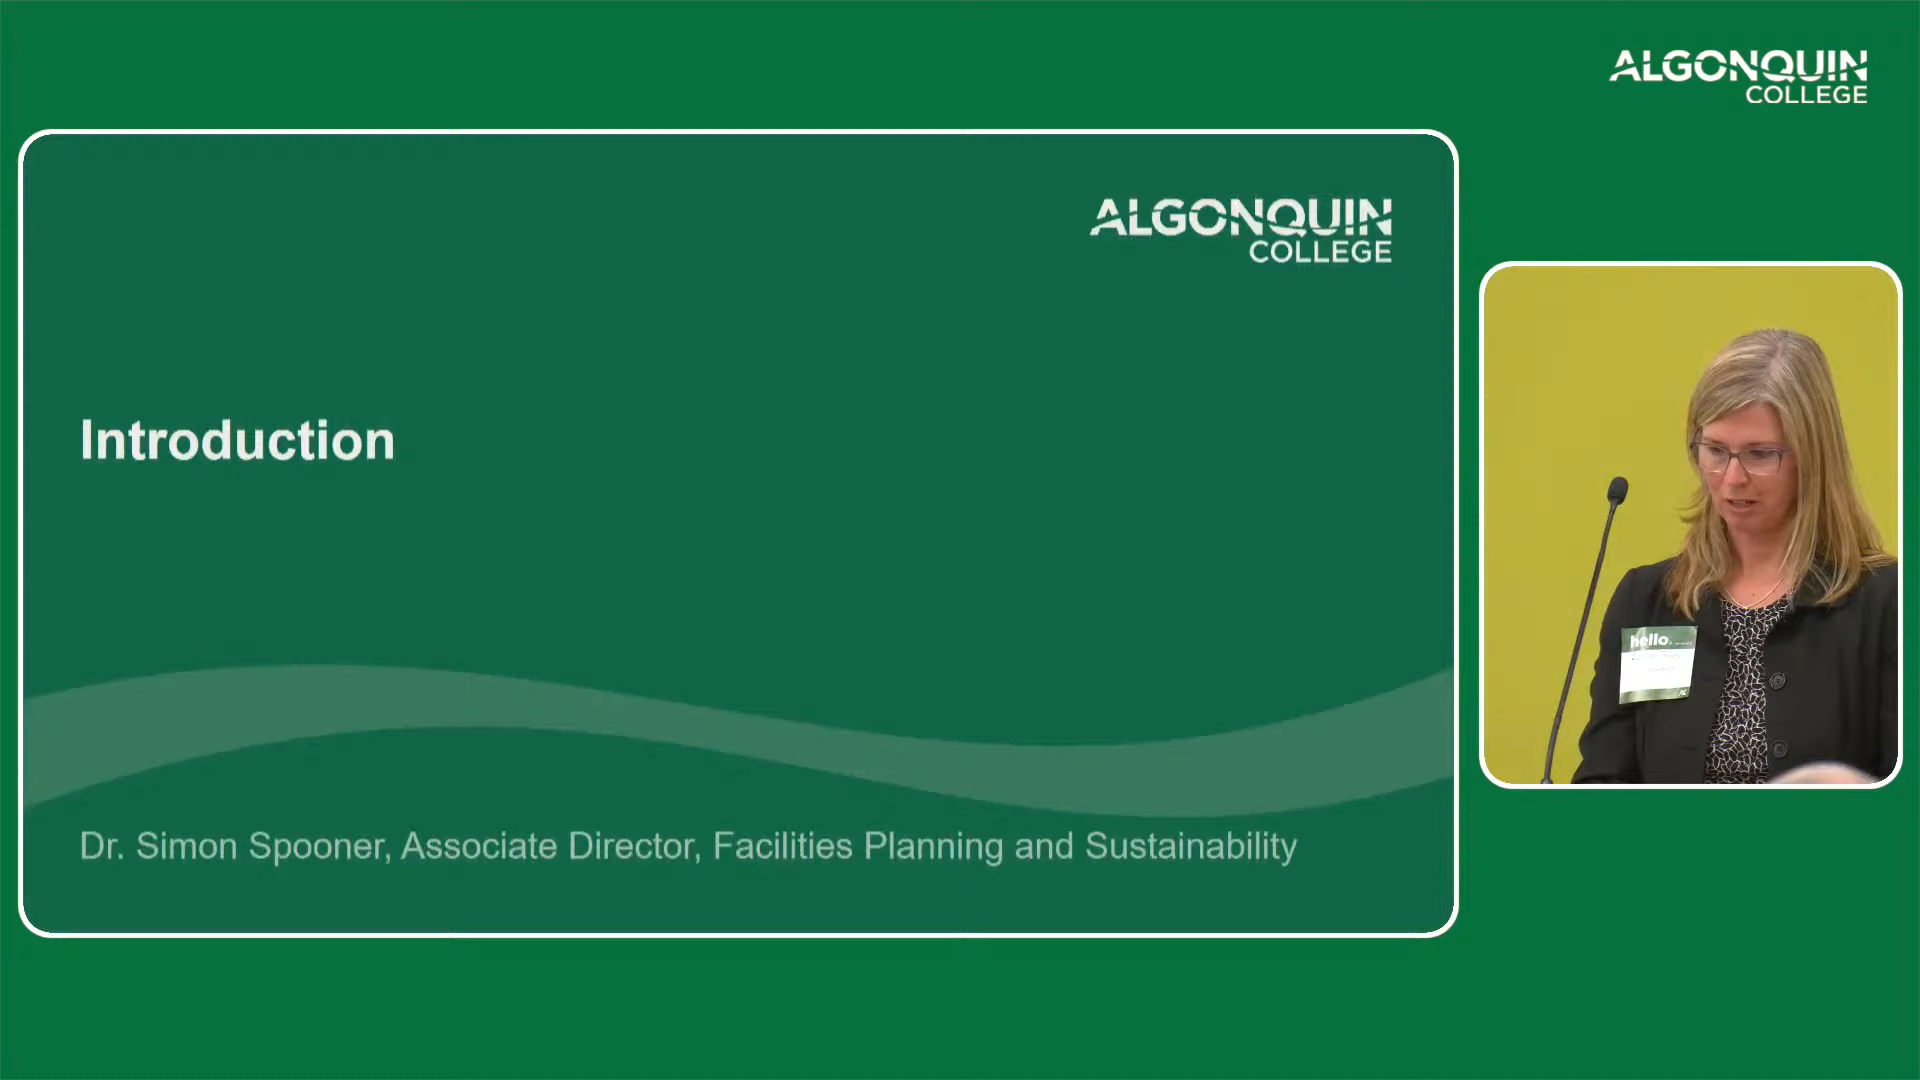 ALGONQUIN
COLLEGE
ALGONQUIN
COLLEGE
Introduction
Dr. Simon Spooner, Associate Director, Facilities Planning and Sustainability
hello